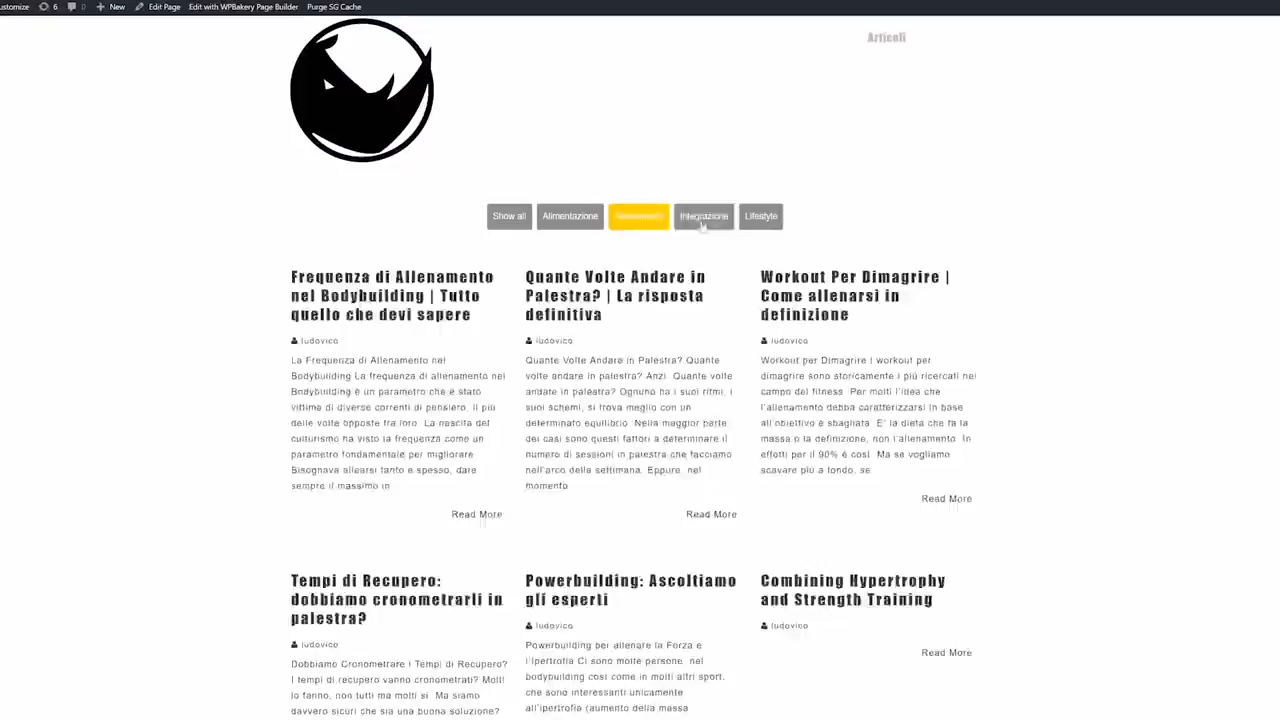 ustomize 6 0 New Edit Page Edit with WPBakery Page Builder Purge SG Cache
Articoli
Show all Alimentazione Integrazione Lifestyle
Frequenza di Allenamento
nel Bodybuilding | Tutto
quello che devi sapere
ludovico
La Frequenza di Allenamento nel
Bodybuilding La frequenza di allenamento nel
Bodybuilding è un parametro che è stato
vittima di diverse correnti di pensiero. Il più
delle volte opposte tra loro. La nascita del
culturismo ha visto la frequenza come un
parametro fondamentale per migliorare.
Bisognava allearsi tanto e spesso, dare
sempre il massimo in
Read More
Quante Volte Andare in
Palestra? | La risposta
definitiva
ludovico
Quante Volte Andare in Palestra? Quante
volte andare in palestra? Anzi. Quante volte
andare in palestra? Ognuno ha i suoi ritmi, i
suoi schemi, si trova meglio con un
determinato equilibrio. Nella maggior parte
dei casi sono questi fattori a determinare il
numero di sessioni in palestra che facciamo
nell'arco della settimana. Eppure, nel
momento
Read More
Workout Per Dimagrire |
Come allenarsi in
definizione
ludovico
Workout per Dimagrire I workout per
dimagrire sono storicamente i più ricercati nel
campo del fitness. Per molti l'idea che
l'allenamento debba caratterizzarsi in base
all'obiettivo è sbagliata. E' la dieta che fa la
massa o la definizione, non l'allenamento. In
effetti per il 90% è così. Ma se vogliamo
scavare più a fondo, se
Read More
Tempi di Recupero:
dobbiamo cronometrarli in
palestra?
ludovico
Dobbiamo Cronometrare i Tempi di Recupero?
I tempi di recupero vanno cronometrati? Molti
lo fanno, non tutti ma molti si. Ma siamo
davvero sicuri che sia una buona soluzione?
Powerbuilding: Ascoltiamo
gli esperti
ludovico
Powerbuilding per allenare la Forza e
l'Ipertrofia Ci sono molte persone, nel
bodybuilding così come in molti altri sport,
che sono interessanti unicamente
all'ipertrofia (aumento della massa
Combining Hypertrophy
and Strength Training
ludovico
Read More